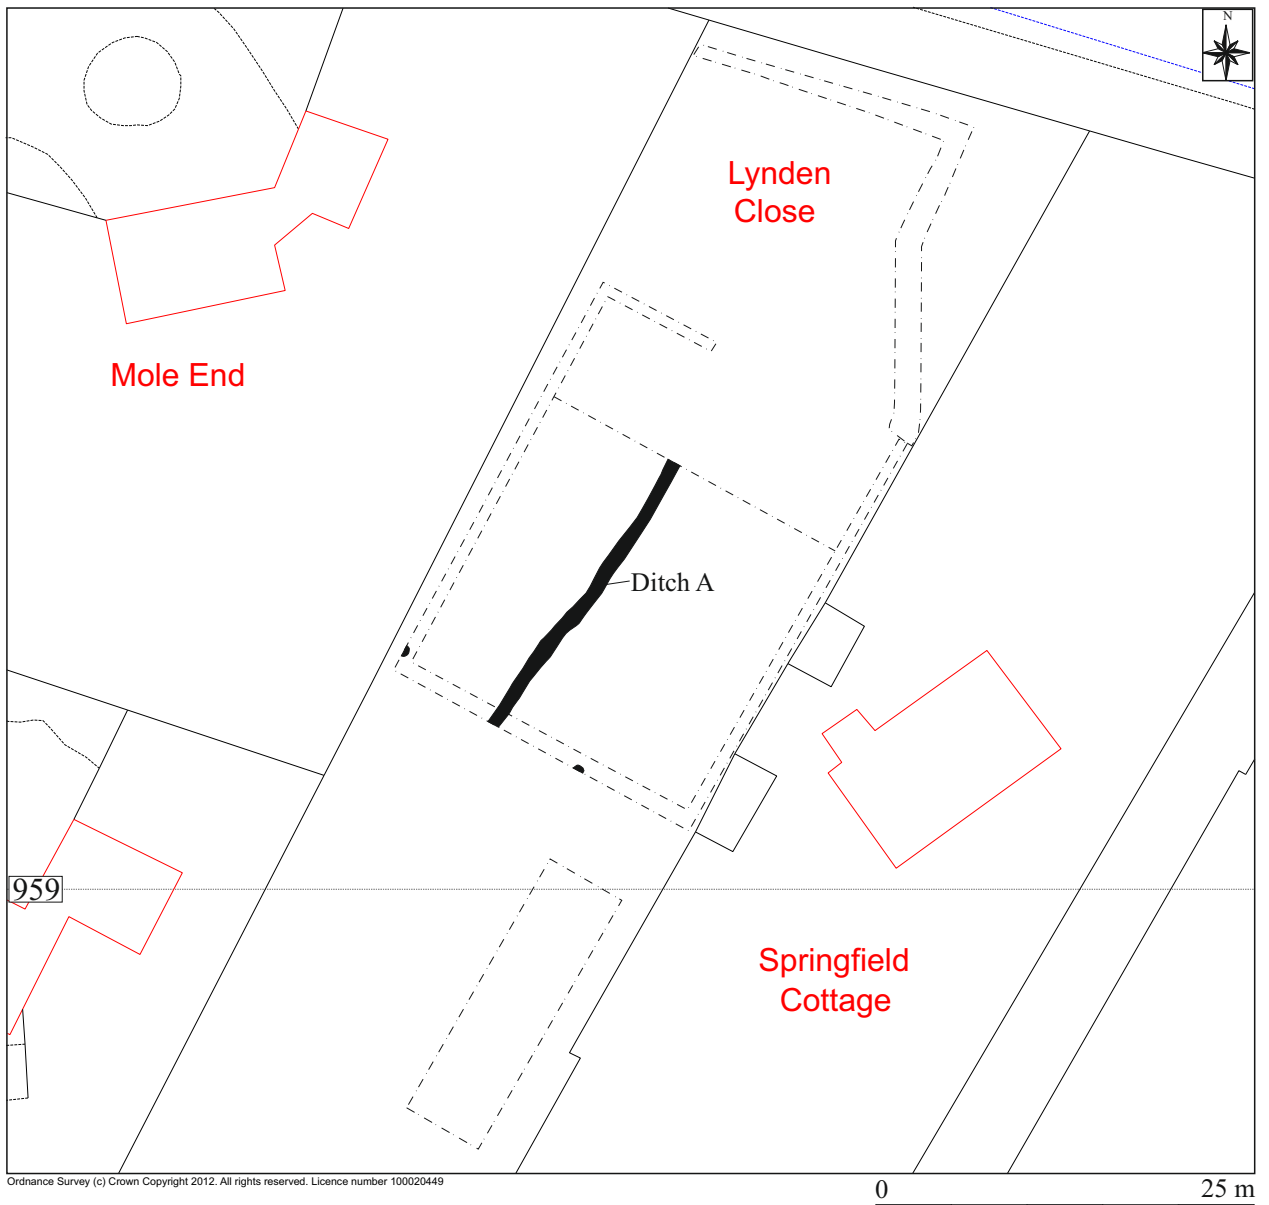 N
Lynden
Close
Mole End
Ditch A
959
Springfield
Cottage
Ordnance Survey (c) Crown Copyright 2012. All rights reserved. Licence number 100020449
0 25 m